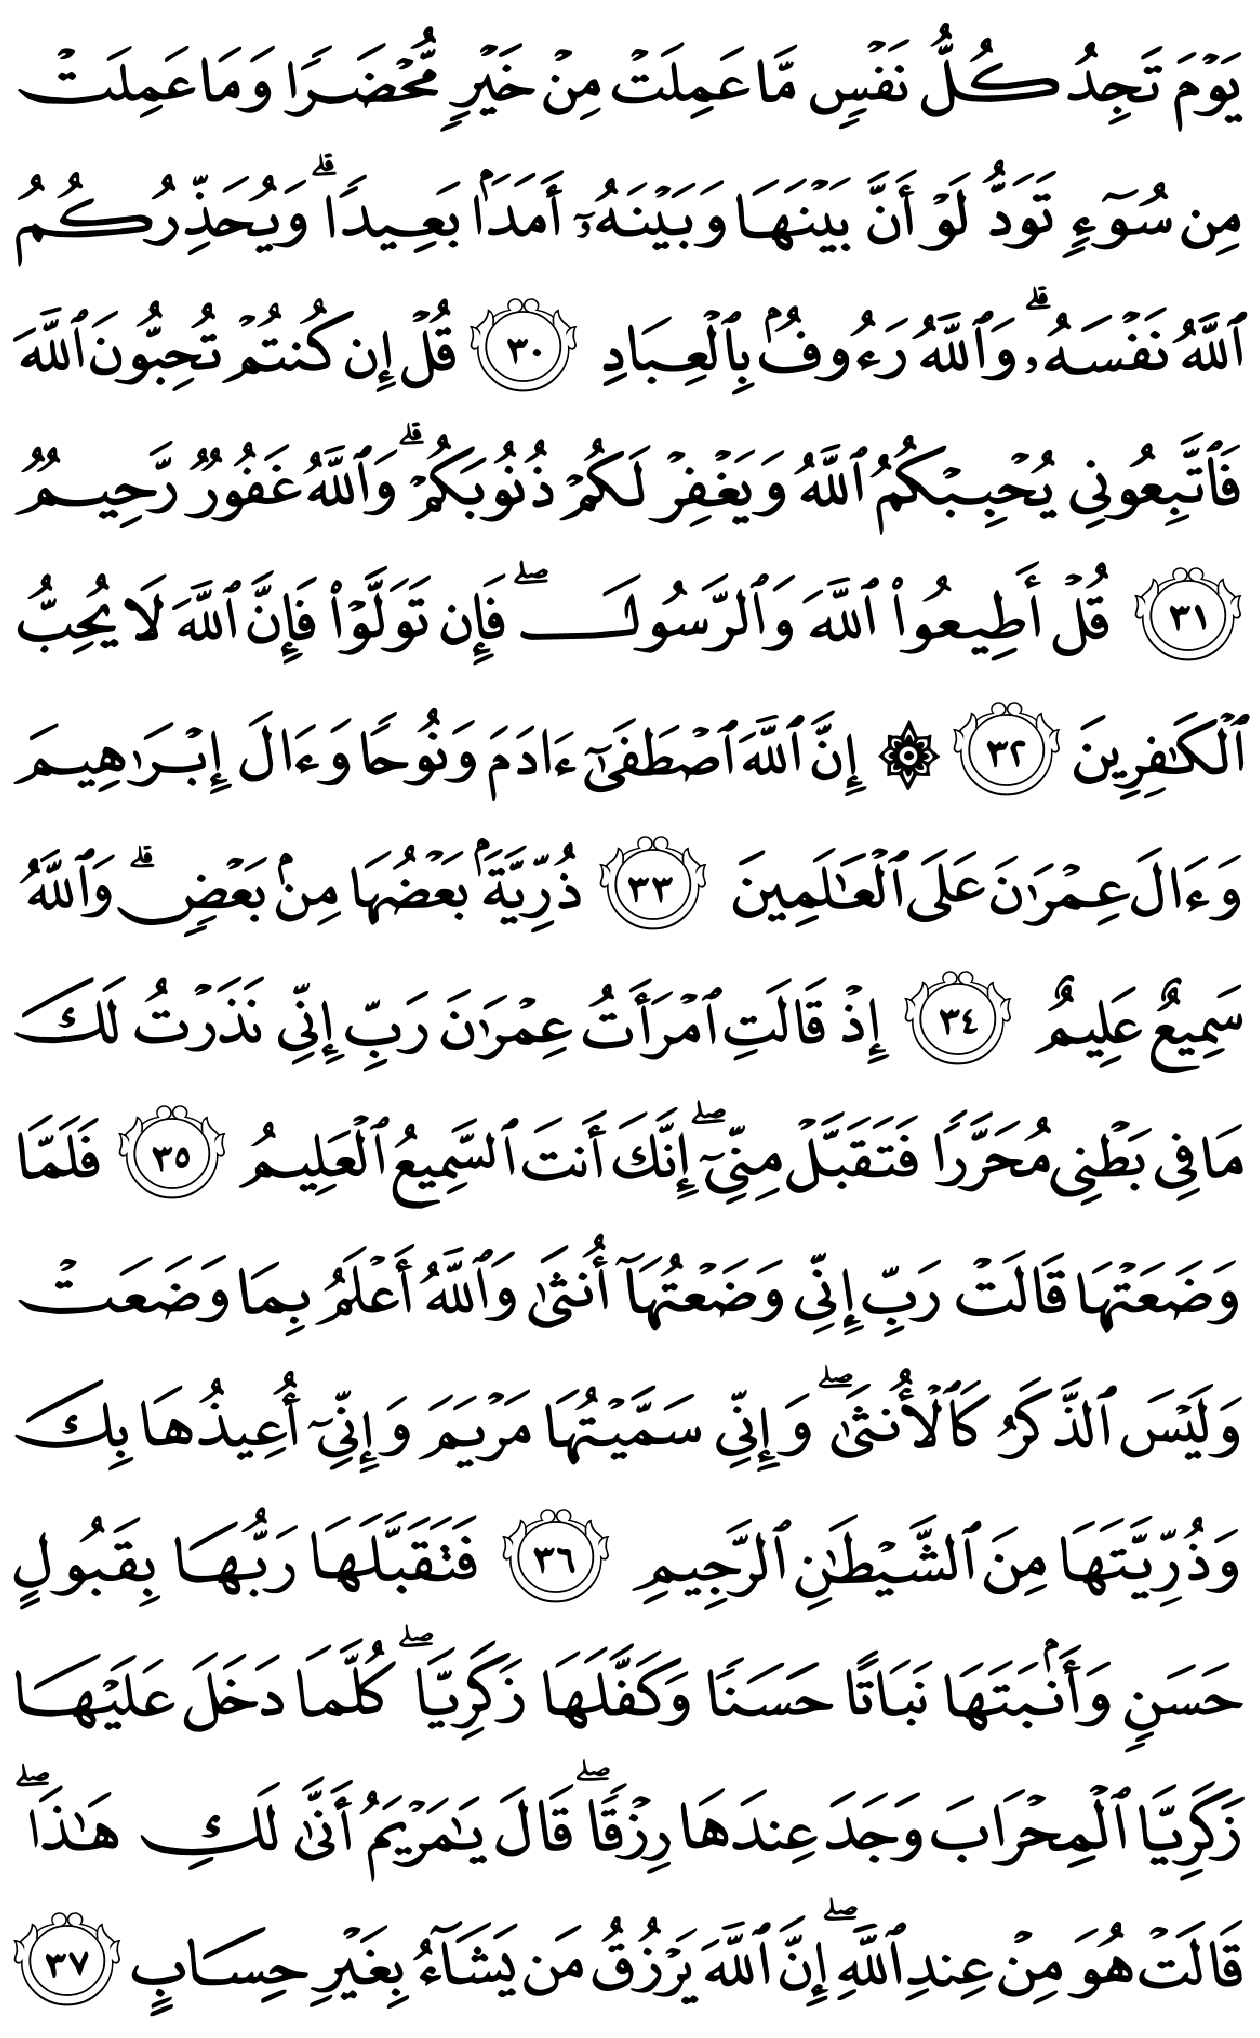 يَوۡمَ تَجِدُ كُلُّ نَفۡسٖ مَّا عَمِلَتۡ مِنۡ خَيۡرٖ مُّحۡضَرٗا وَمَا عَمِلَتۡ
مِن سُوٓءٖ تَوَدُّ لَوۡ أَنَّ بَيۡنَهَا وَبَيۡنَهُۥٓ أَمَدَۢا بَعِيدٗاۗ وَيُحَذِّرُكُمُ
ٱللَّهُ نَفۡسَهُۥۗ وَٱللَّهُ رَءُوفُۢ بِٱلۡعِبَادِ ٣٠ قُلۡ إِن كُنتُمۡ تُحِبُّونَ ٱللَّهَ
فَٱتَّبِعُونِي يُحۡبِبۡكُمُ ٱللَّهُ وَيَغۡفِرۡ لَكُمۡ ذُنُوبَكُمۡۗ وَٱللَّهُ غَفُورٞ رَّحِيمٞ
٣١ قُلۡ أَطِيعُواْ ٱللَّهَ وَٱلرَّسُولَۖ فَإِن تَوَلَّوۡاْ فَإِنَّ ٱللَّهَ لَا يُحِبُّ
ٱلۡكَٰفِرِينَ ٣٢ ۞ إِنَّ ٱللَّهَ ٱصۡطَفَىٰٓ ءَادَمَ وَنُوحٗا وَءَالَ إِبۡرَٰهِيمَ
وَءَالَ عِمۡرَٰنَ عَلَى ٱلۡعَٰلَمِينَ ٣٣ ذُرِّيَّةَۢ بَعۡضُهَا مِنۢ بَعۡضٖۗ وَٱللَّهُ
سَمِيعٌ عَلِيمٌ ٣٤ إِذۡ قَالَتِ ٱمۡرَأَتُ عِمۡرَٰنَ رَبِّ إِنِّي نَذَرۡتُ لَكَ
مَا فِي بَطۡنِي مُحَرَّرٗا فَتَقَبَّلۡ مِنِّيٓۖ إِنَّكَ أَنتَ ٱلسَّمِيعُ ٱلۡعَلِيمُ ٣٥ فَلَمَّا
وَضَعَتۡهَا قَالَتۡ رَبِّ إِنِّي وَضَعۡتُهَآ أُنثَىٰ وَٱللَّهُ أَعۡلَمُ بِمَا وَضَعَتۡ
وَلَيۡسَ ٱلذَّكَرُ كَٱلۡأُنثَىٰۖ وَإِنِّي سَمَّيۡتُهَا مَرۡيَمَ وَإِنِّيٓ أُعِيذُهَا بِكَ
وَذُرِّيَّتَهَا مِنَ ٱلشَّيۡطَٰنِ ٱلرَّجِيمِ ٣٦ فَتَقَبَّلَهَا رَبُّهَا بِقَبُولٍ
حَسَنٖ وَأَنۢبَتَهَا نَبَاتًا حَسَنٗا وَكَفَّلَهَا زَكَرِيَّاۖ كُلَّمَا دَخَلَ عَلَيۡهَا
زَكَرِيَّا ٱلۡمِحۡرَابَ وَجَدَ عِندَهَا رِزۡقٗاۖ قَالَ يَٰمَرۡيَمُ أَنَّىٰ لَكِ هَٰذَاۖ
قَالَتۡ هُوَ مِنۡ عِندِ ٱللَّهِۖ إِنَّ ٱللَّهَ يَرۡزُقُ مَن يَشَآءُ بِغَيۡرِ حِسَابٍ ٣٧